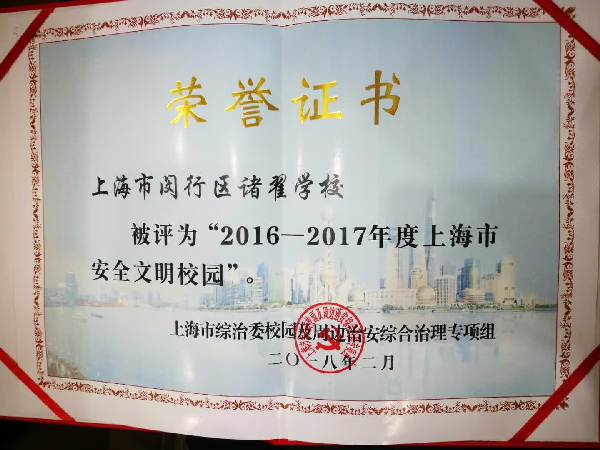 荣誉证书
上海市闵行区诸翟学校
被评为“2016—2017年度上海市
安全文明校园”。
上海市综治委校园及周边治安综合治理专项组
二〇一八年二月